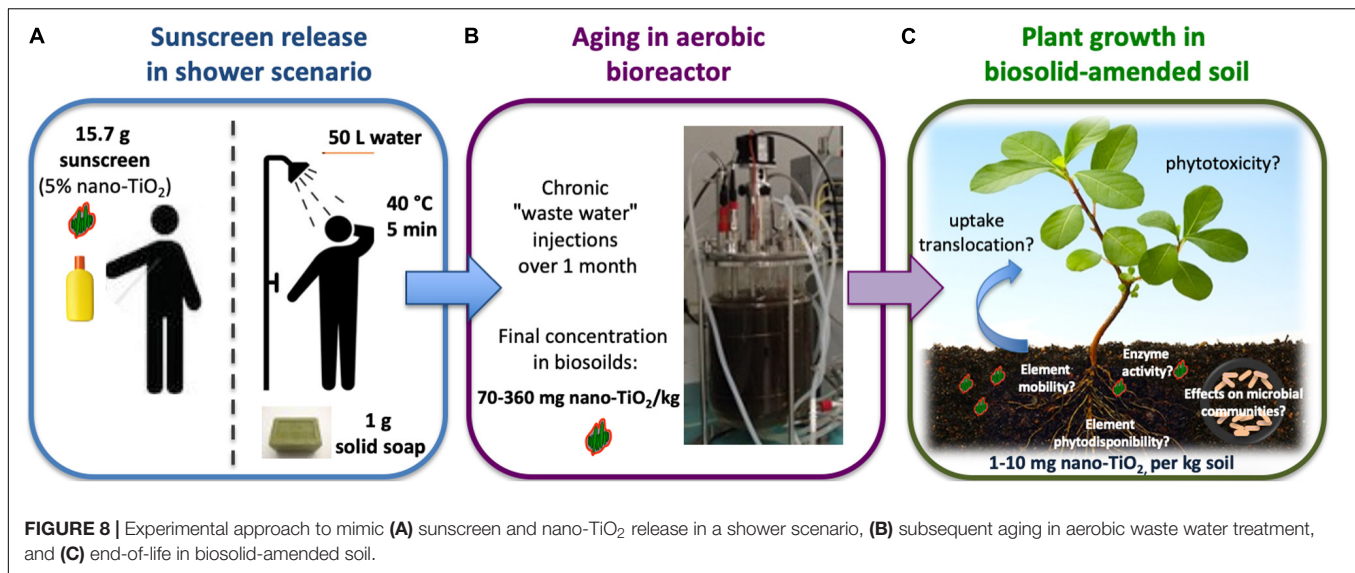 A
Sunscreen release
in shower scenario
15.7 g
sunscreen
(5% nano-TiO₂)
50 L water
40 °C
5 min
1 g
solid soap
B
Aging in aerobic
bioreactor
Chronic
"waste water"
injections
over 1 month
Final concentration
in biosoilds:
70-360 mg nano-TiO₂/kg
C
Plant growth in
biosolid-amended soil
phytotoxicity?
uptake
translocation?
Element
mobility?
Enzyme
activity?
Effects on microbial
communities?
Element
phytodisponibility?
1-10 mg nano-TiO₂, per kg soil
FIGURE 8 | Experimental approach to mimic (A) sunscreen and nano-TiO₂ release in a shower scenario, (B) subsequent aging in aerobic waste water treatment,
and (C) end-of-life in biosolid-amended soil.